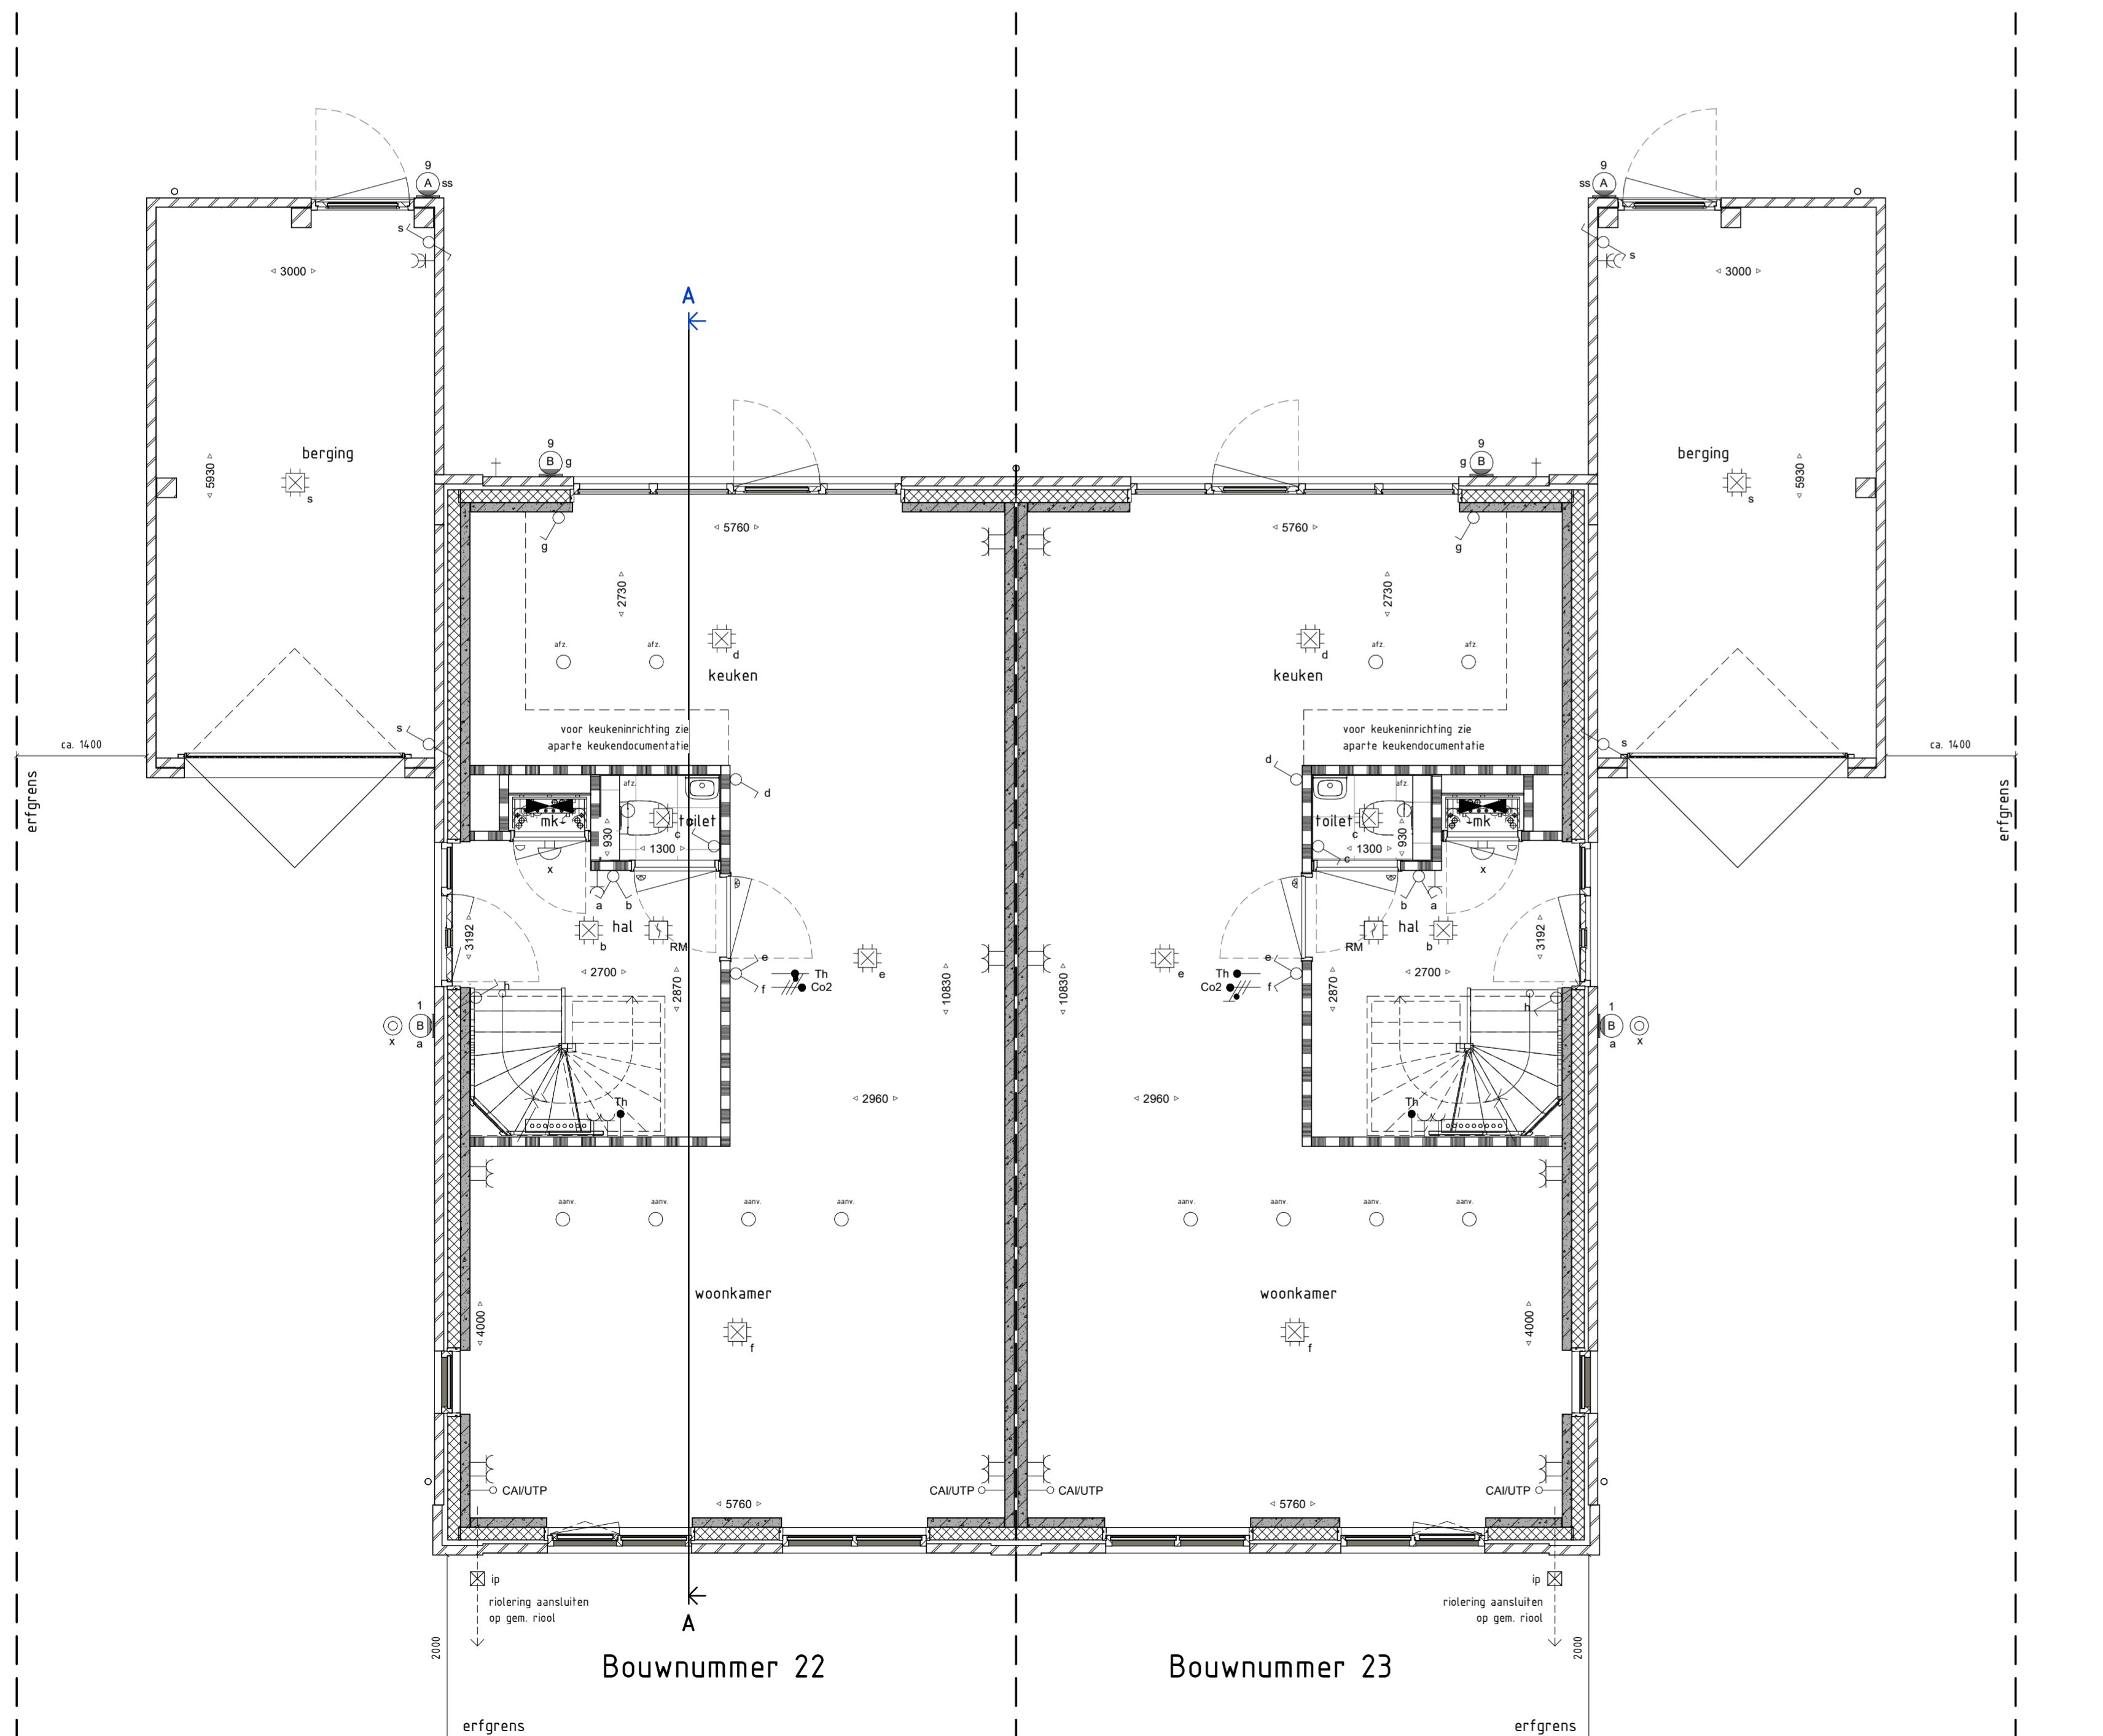 9 9
A ss ss A
s s
3000 3000
A
berging berging
5930 5930
s s
9 9
B g g B
5760 5760
g g
2730 2730
afz. afz. afz. afz.
d d
keuken keuken
voor keukeninrichting zie voor keukeninrichting zie
aparte keukendocumentatie aparte keukendocumentatie
s s
ca. 1400 ca. 1400
erfgrens erfgrens
d d
afz. afz.
mk toilet toilet mk
c c
930 930
1300 1300
c
x x
a b b a
hal hal
b b
RM RM
3192 3192
e e
2700 2700
2870 2870
e e
f Th Th f
Co2 Co2
10830 10830
h h
1 1
B B
x a a x
2960 2960
Th Th
aanv. aanv. aanv. aanv. aanv. aanv. aanv. aanv.
woonkamer woonkamer
4000 4000
f f
CAI/UTP CAI/UTP CAI/UTP CAI/UTP
5760 5760
ip ip
riolering aansluiten riolering aansluiten
op gem. riool op gem. riool
A
2000 2000
Bouwnummer 22 Bouwnummer 23
erfgrens erfgrens